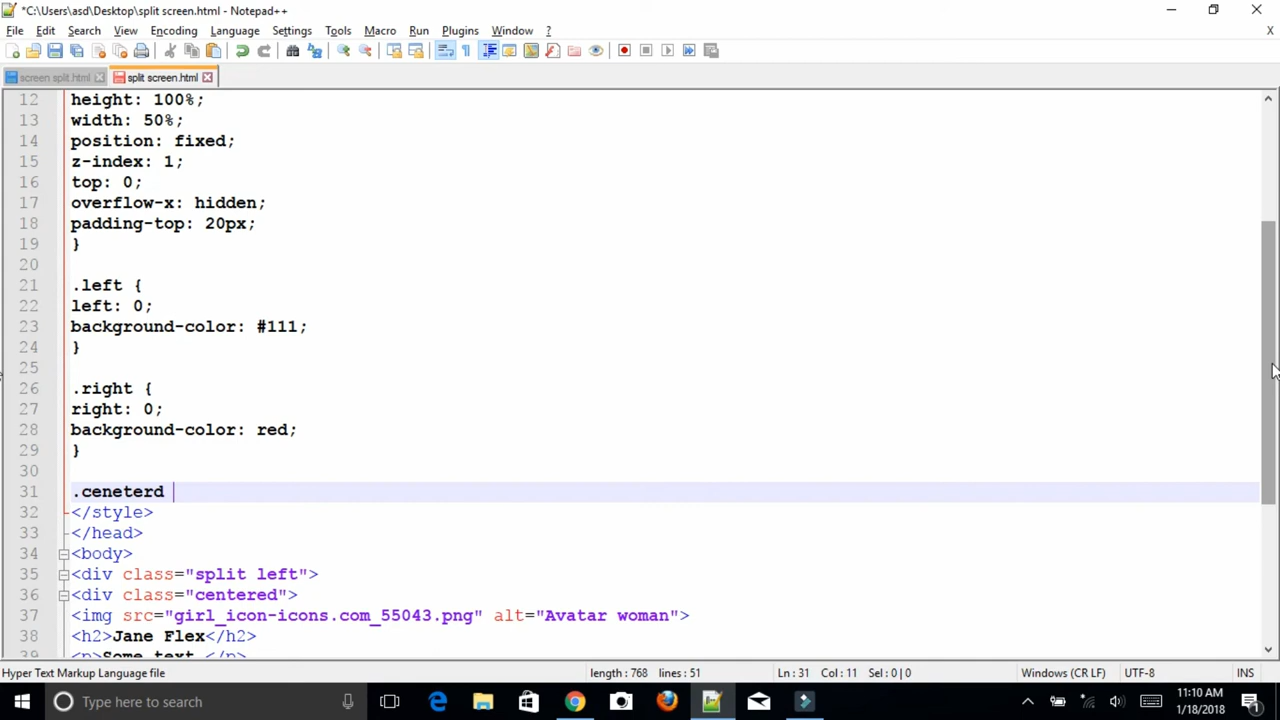 *C:\Users\asd\Desktop\split screen.html - Notepad++
File Edit Search View Encoding Language Settings Tools Macro Run Plugins Window ? X
screen split.html split screen.html
12 height: 100%;
13 width: 50%;
14 position: fixed;
15 z-index: 1;
16 top: 0;
17 overflow-x: hidden;
18 padding-top: 20px;
19 }
20
21 .left {
22 left: 0;
23 background-color: #111;
24 }
25
26 .right {
27 right: 0;
28 background-color: red;
29 }
30
31 .ceneterd
32 </style>
33 </head>
34 <body>
35 <div class="split left">
36 <div class="centered">
37 <img src="girl_icon-icons.com_55043.png" alt="Avatar woman">
38 <h2>Jane Flex</h2>
39 <p>Some text </p>
Hyper Text Markup Language file length : 768 lines : 51 Ln : 31 Col : 11 Sel : 0 | 0 Windows (CR LF) UTF-8 INS
Type here to search 11:10 AM
1/18/2018 1